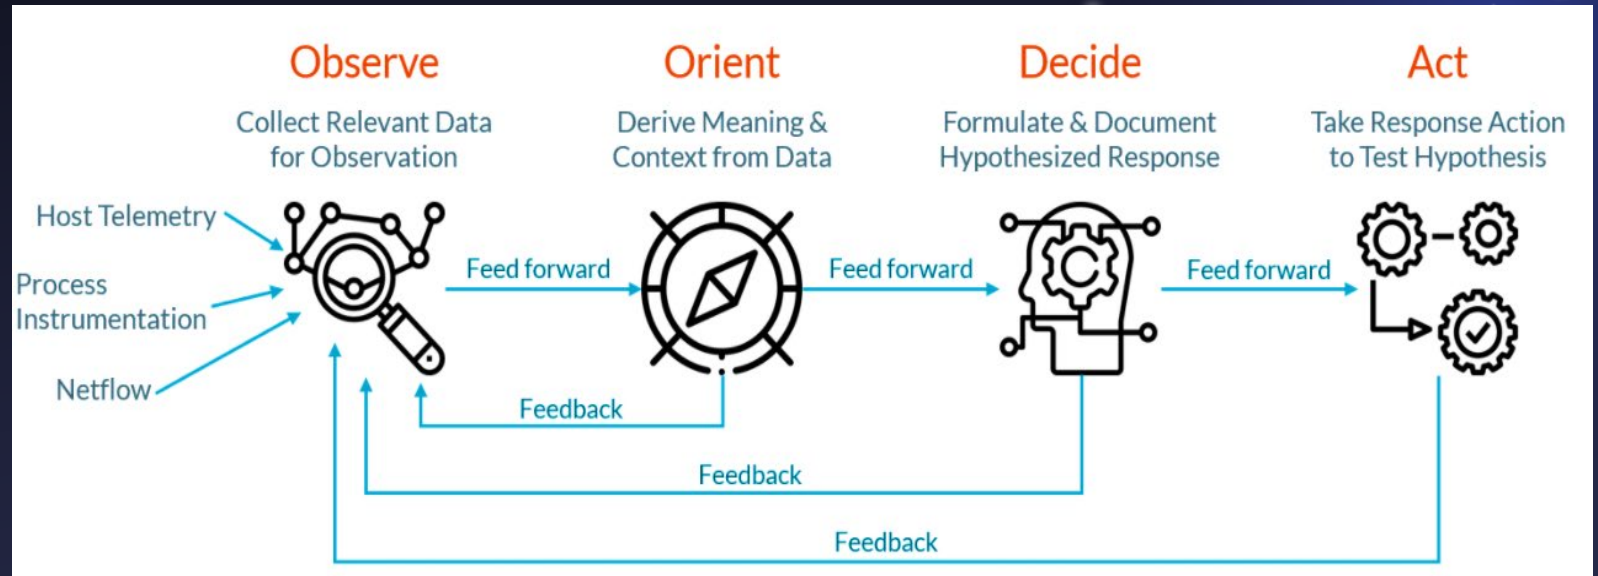 Observe
Orient
Decide
Act
Collect Relevant Data
for Observation
Derive Meaning &
Context from Data
Formulate & Document
Hypothesized Response
Take Response Action
to Test Hypothesis
Host Telemetry
Process
Instrumentation
Netflow
Feed forward
Feed forward
Feed forward
Feedback
Feedback
Feedback